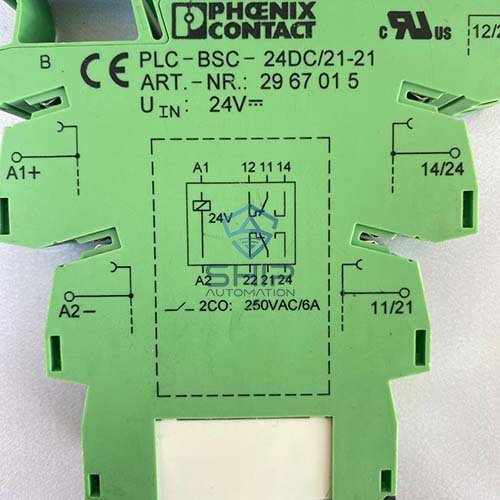 PHŒNIX
CONTACT
C UL US
12/2
B
CE PLC-BSC-24DC/21-21
ART.-NR.: 29 67 01 5
U IN: 24V
A1+
A1 12 11 14
14/24
24V
SHIP
AUTOMATION
A2 22 21 24
A2-
2CO: 250VAC/6A
11/21